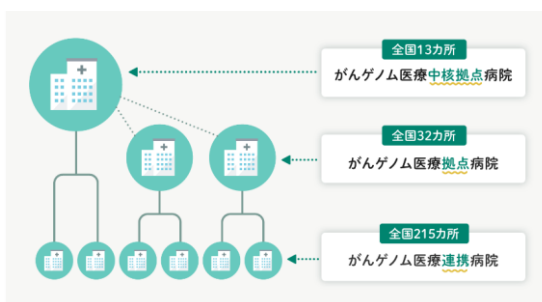 全国13カ所
がんゲノム医療中核拠点病院
全国32カ所
がんゲノム医療拠点病院
全国215カ所
がんゲノム医療連携病院